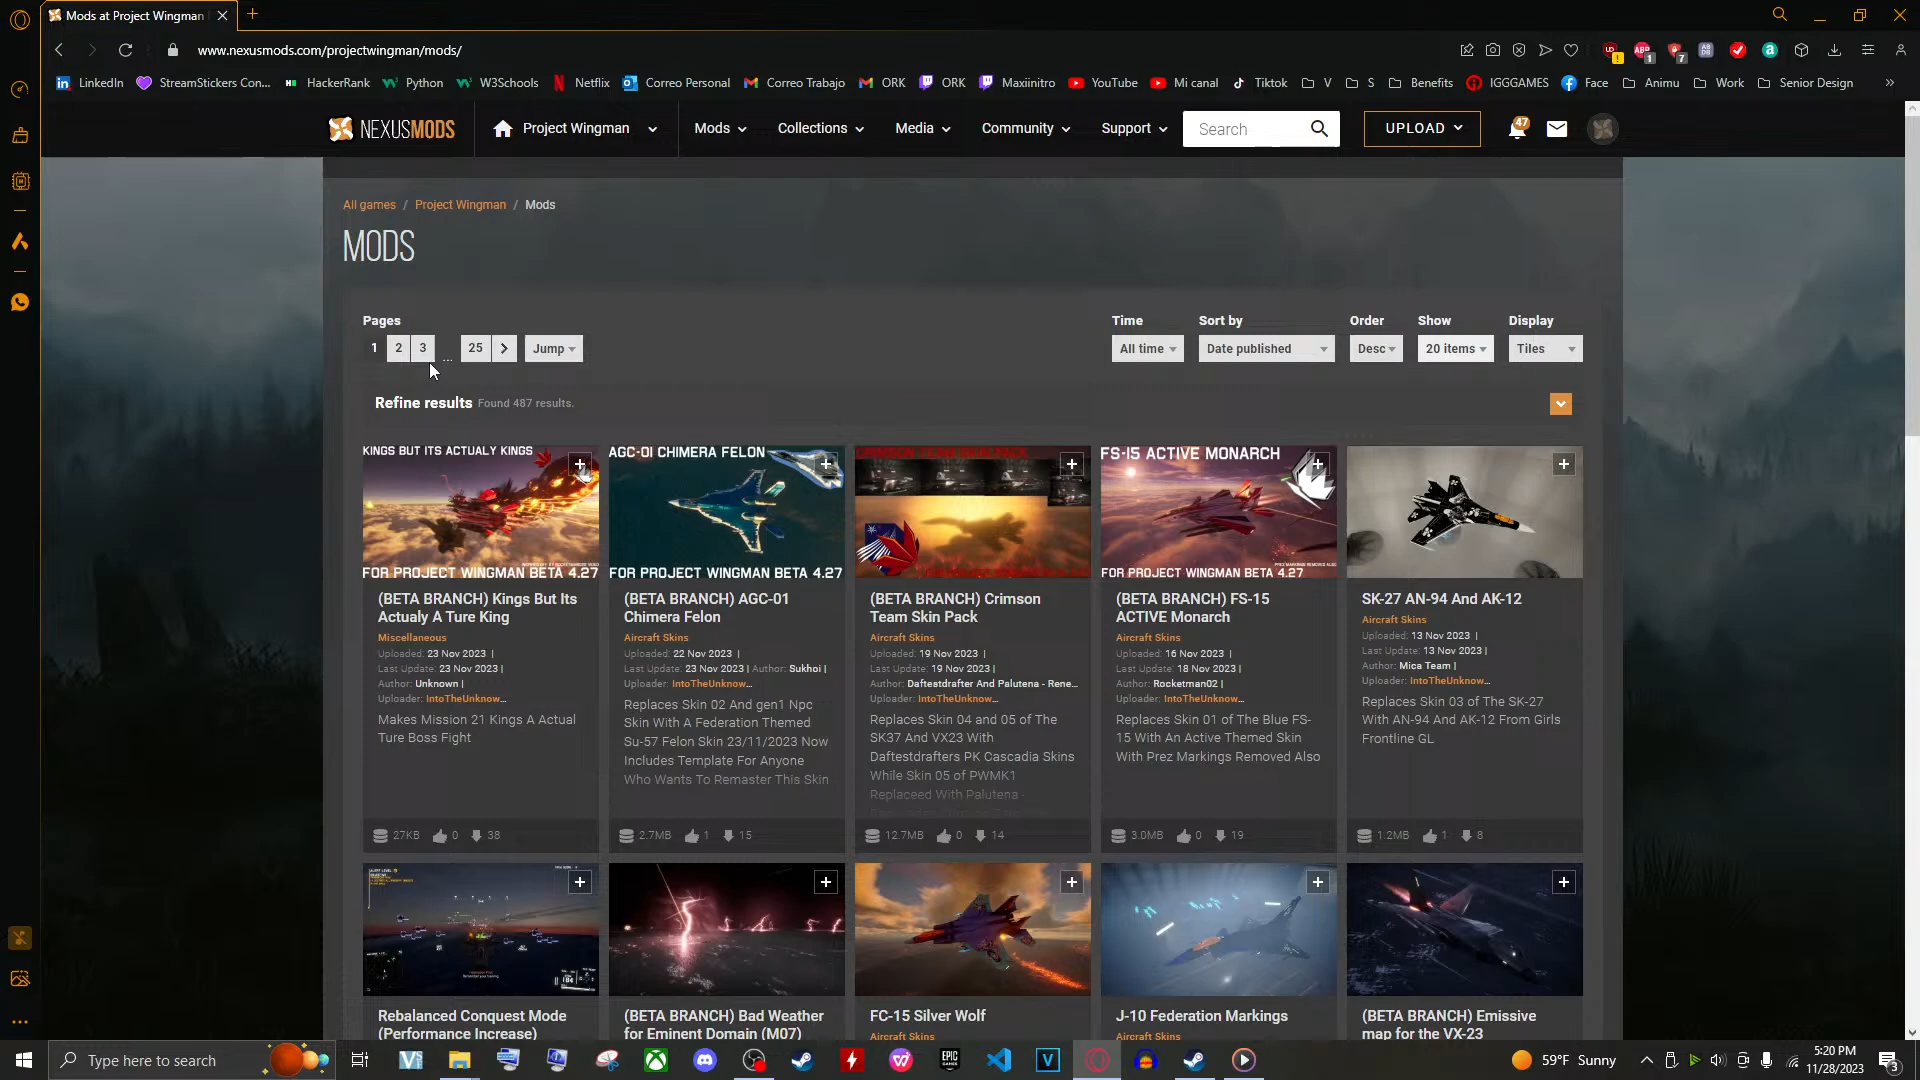 Mods at Project Wingman
www.nexusmods.com/projectwingman/mods/
LinkedIn StreamStickers Con... HackerRank Python W3Schools Netflix Correo Personal Correo Trabajo ORK ORK Maxiinitro YouTube Mi canal Tiktok V S Benefits IGGGAMES Face Animu Work Senior Design »
NEXUSMODS Project Wingman Mods Collections Media Community Support Search UPLOAD 47
All games / Project Wingman / Mods
MODS
Pages Time Sort by Order Show Display
1 2 3 ... 25 Jump All time Date published Desc 20 items Tiles
Refine results Found 487 results.
KINGS BUT ITS ACTUALY KINGS
FOR PROJECT WINGMAN BETA 4.27
(BETA BRANCH) Kings But Its
Actualy A Ture King
Miscellaneous
Uploaded: 23 Nov 2023 |
Last Update: 23 Nov 2023 |
Author: Unknown |
Uploader: IntoTheUnknow...
Makes Mission 21 Kings A Actual
Ture Boss Fight
27KB 0 38
AGC-01 CHIMERA FELON
FOR PROJECT WINGMAN BETA 4.27
(BETA BRANCH) AGC-01
Chimera Felon
Aircraft Skins
Uploaded: 22 Nov 2023 |
Last Update: 23 Nov 2023 | Author: Sukhoi |
Uploader: IntoTheUnknow...
Replaces Skin 02 And gen1 Npc
Skin With A Federation Themed
Su-57 Felon Skin 23/11/2023 Now
Includes Template For Anyone
Who Wants To Remaster This Skin
2.7MB 1 15
CRIMSON TEAM SKIN PACK
(BETA BRANCH) Crimson
Team Skin Pack
Aircraft Skins
Uploaded: 19 Nov 2023 |
Last Update: 19 Nov 2023 |
Author: Daftestdrafter And Palutena - Rene...
Uploader: IntoTheUnknow...
Replaces Skin 04 and 05 of The
SK37 And VX23 With
Daftestdrafters PK Cascadia Skins
While Skin 05 of PWMK1
Replaceed With Palutena -
12.7MB 0 14
FS-15 ACTIVE MONARCH
PREZ MARKINGS REMOVED ALSO
FOR PROJECT WINGMAN BETA 4.27
(BETA BRANCH) FS-15
ACTIVE Monarch
Aircraft Skins
Uploaded: 16 Nov 2023 |
Last Update: 18 Nov 2023 |
Author: Rocketman02 |
Uploader: IntoTheUnknow...
Replaces Skin 01 of The Blue FS-
15 With An Active Themed Skin
With Prez Markings Removed Also
3.0MB 0 19
SK-27 AN-94 And AK-12
Aircraft Skins
Uploaded: 13 Nov 2023 |
Last Update: 13 Nov 2023 |
Author: Mica Team |
Uploader: IntoTheUnknow...
Replaces Skin 03 of The SK-27
With AN-94 And AK-12 From Girls
Frontline GL
1.2MB 1 8
Rebalanced Conquest Mode
(Performance Increase)
(BETA BRANCH) Bad Weather
for Eminent Domain (M07)
FC-15 Silver Wolf
Aircraft Skins
J-10 Federation Markings
Aircraft Skins
(BETA BRANCH) Emissive
map for the VX-23
Type here to search 59°F Sunny 5:20 PM
11/28/2023 3